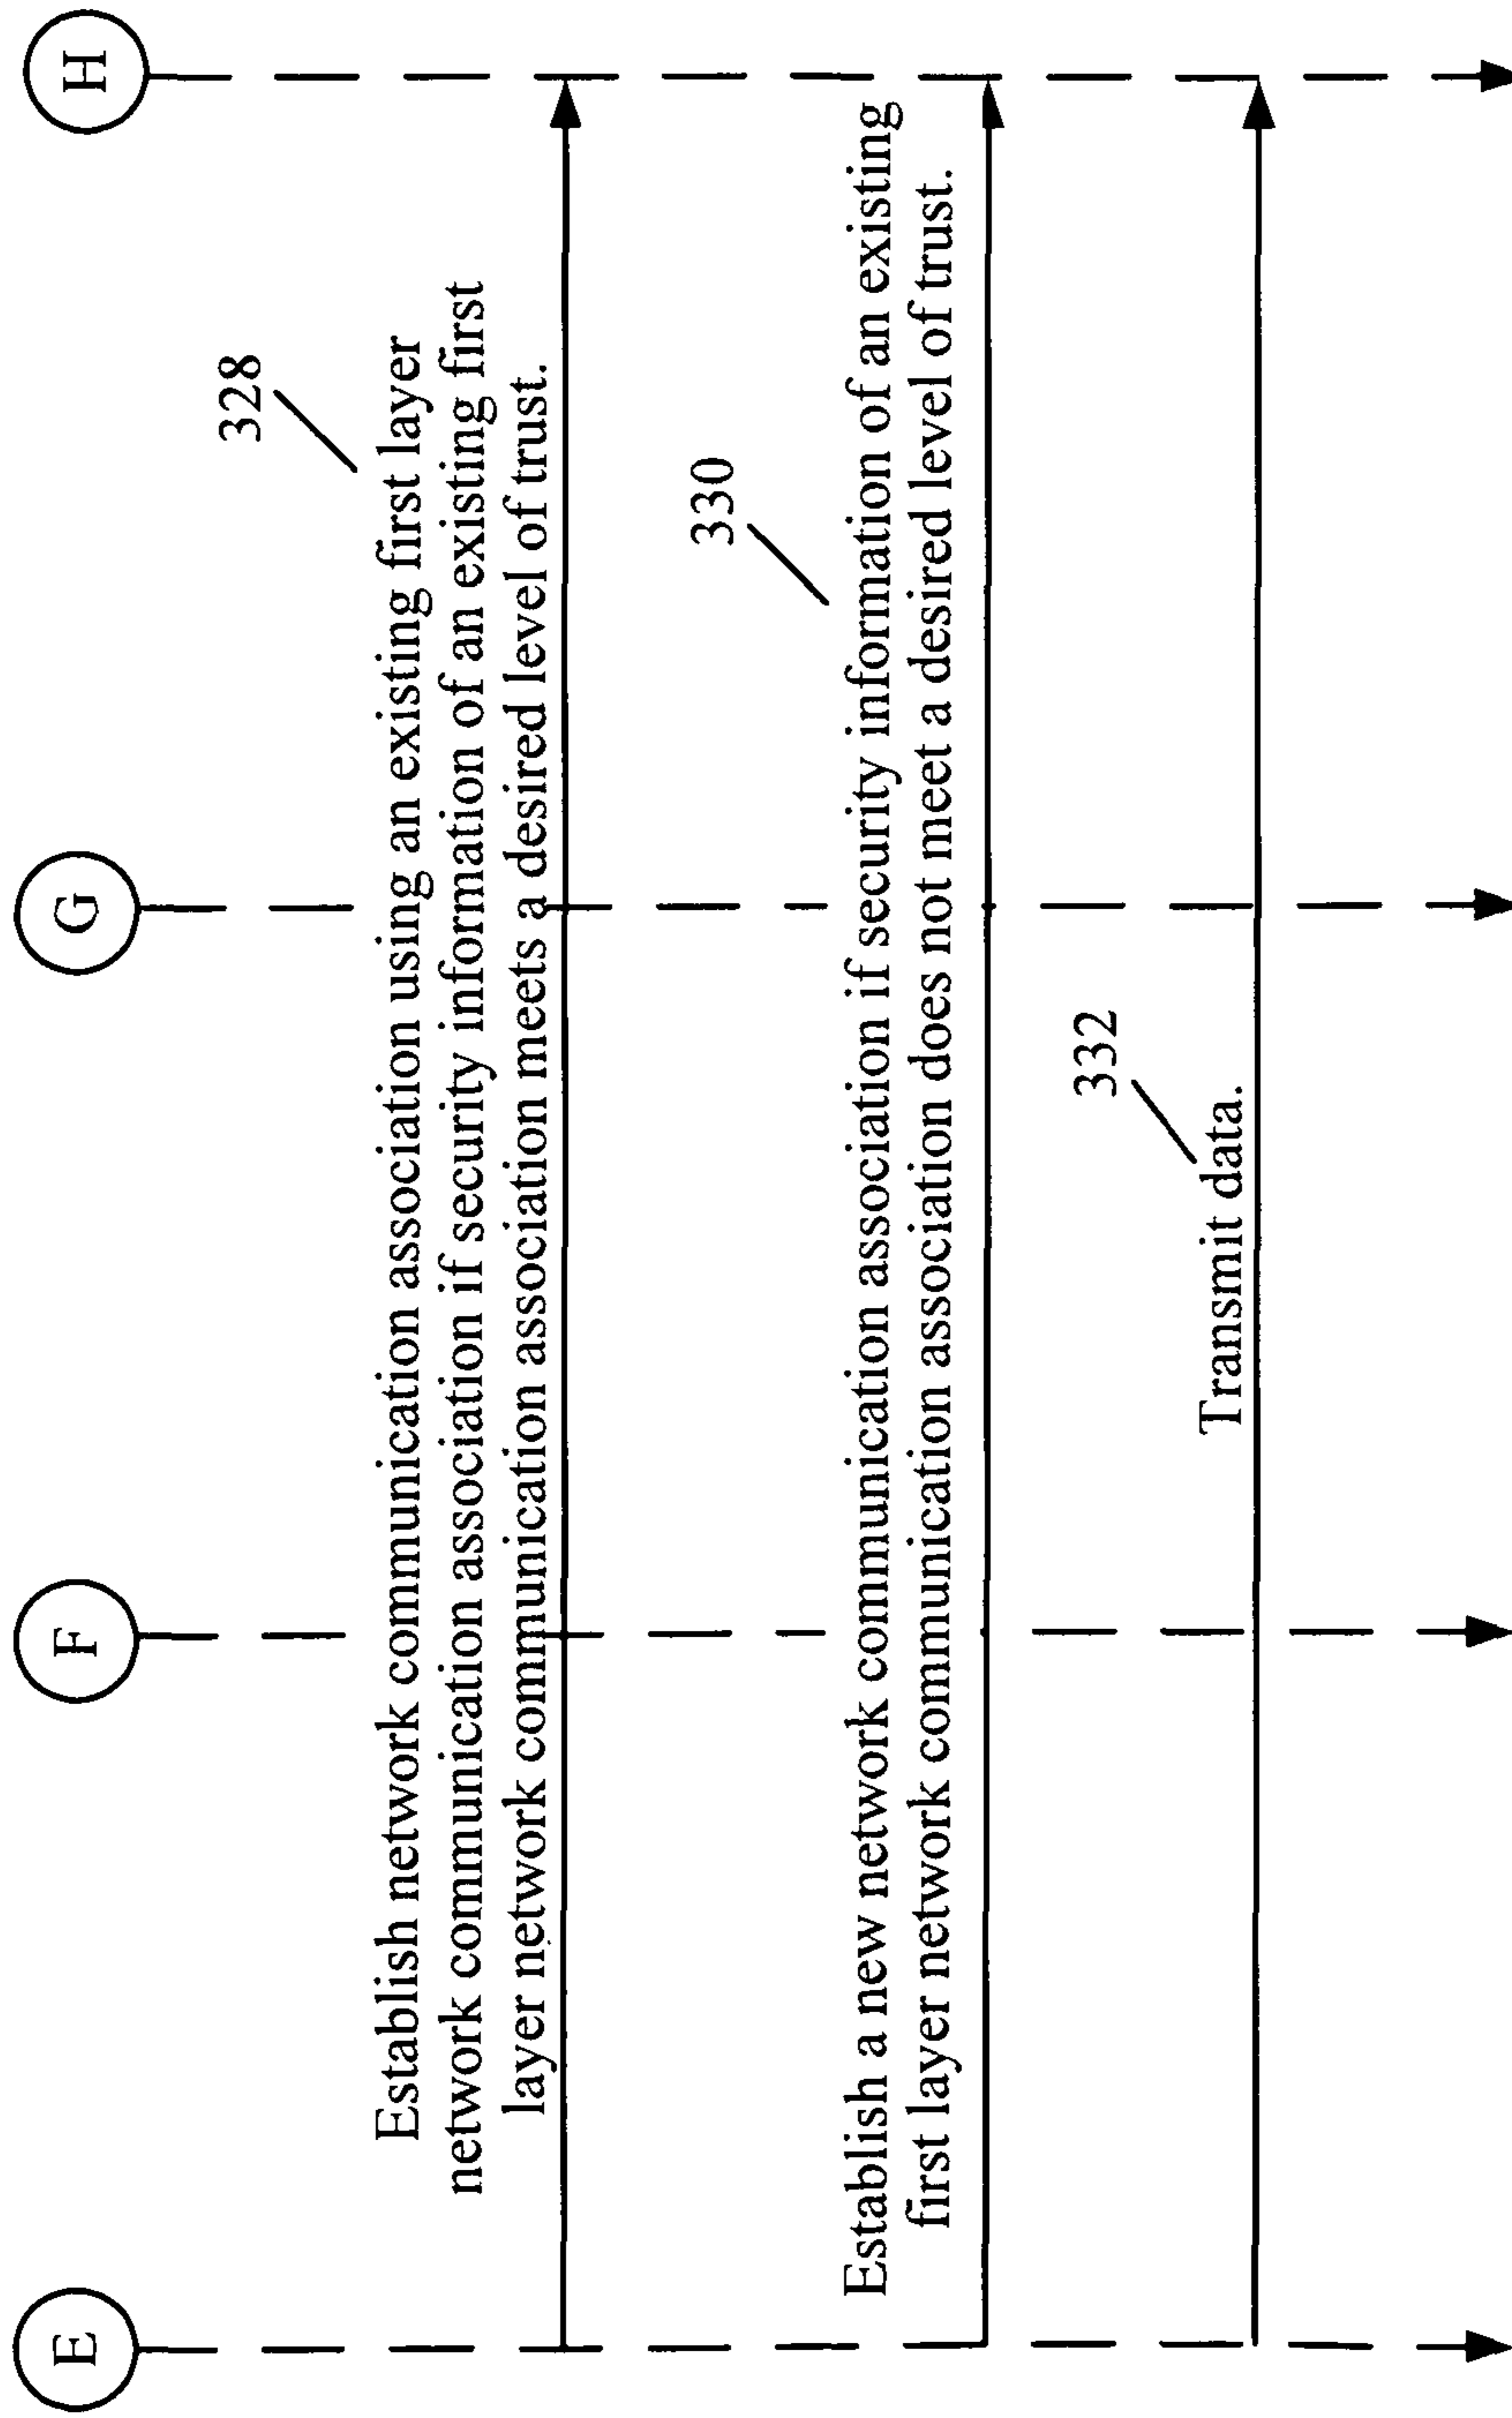 E
F
G
H
328
Establish network communication association using an existing first layer
network communication association if security information of an existing first
layer network communication association meets a desired level of trust.
330
Establish a new network communication association if security information of an existing
first layer network communication association does not meet a desired level of trust.
332
Transmit data.